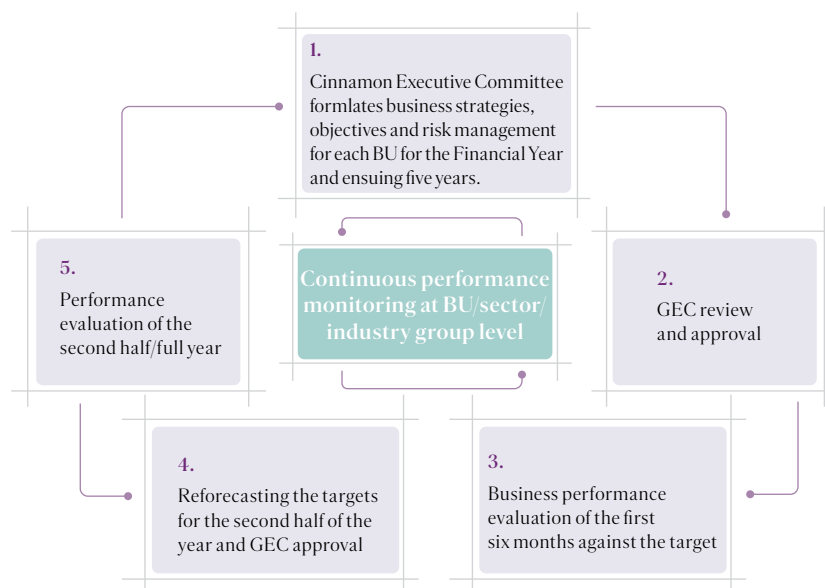 1.
Cinnamon Executive Committee
formlates business strategies,
objectives and risk management
for each BU for the Financial Year
and ensuing five years.
2.
GEC review
and approval
3.
Business performance
evaluation of the first
six months against the target
4.
Reforecasting the targets
for the second half of the
year and GEC approval
5.
Performance
evaluation of the
second half/full year
Continuous performance
monitoring at BU/sector/
industry group level